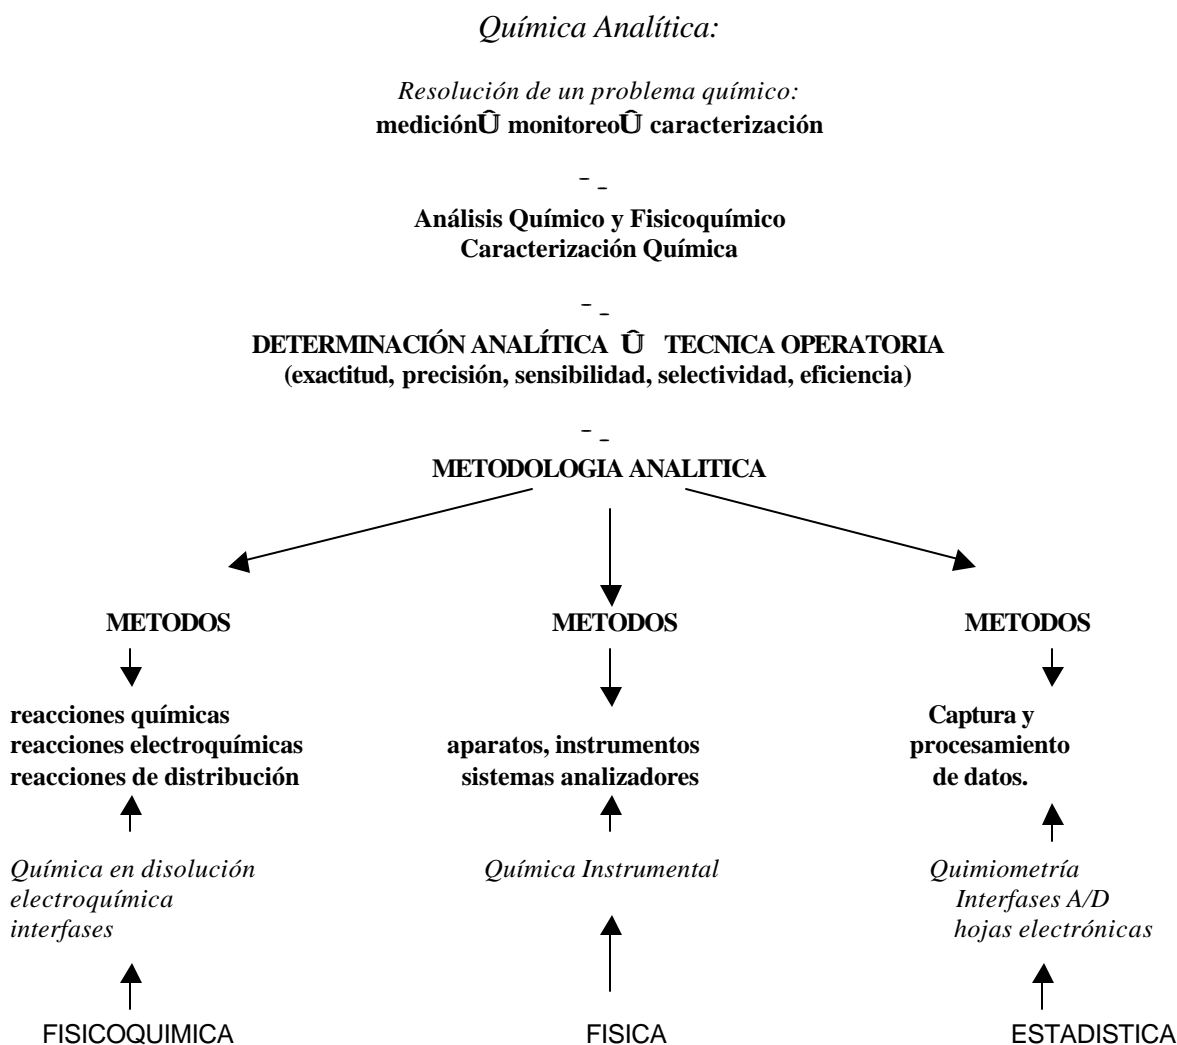 Química Analítica:
Resolución de un problema químico:
mediciónÛ monitoreoÛ caracterización
- -
Análisis Químico y Fisicoquímico
Caracterización Química
- -
DETERMINACIÓN ANALÍTICA Û TECNICA OPERATORIA
(exactitud, precisión, sensibilidad, selectividad, eficiencia)
- -
METODOLOGIA ANALITICA
METODOS METODOS METODOS
reacciones químicas
reacciones electroquímicas
reacciones de distribución
aparatos, instrumentos
sistemas analizadores
Captura y
procesamiento
de datos.
Química en disolución
electroquímica
interfases
Química Instrumental
Quimiometría
Interfases A/D
hojas electrónicas
FISICOQUIMICA FISICA ESTADISTICA